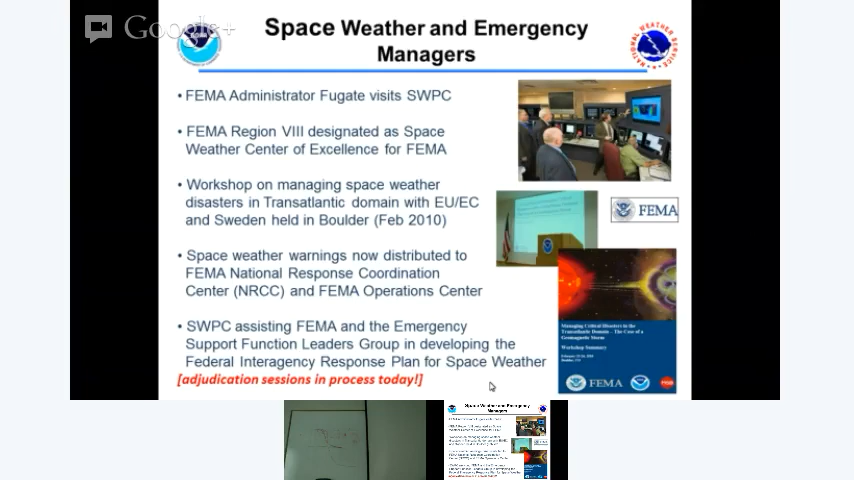 Google+
Space Weather and Emergency
Managers
• FEMA Administrator Fugate visits SWPC
• FEMA Region VIII designated as Space
Weather Center of Excellence for FEMA
• Workshop on managing space weather
disasters in Transatlantic domain with EU/EC
and Sweden held in Boulder (Feb 2010)
• Space weather warnings now distributed to
FEMA National Response Coordination
Center (NRCC) and FEMA Operations Center
• SWPC assisting FEMA and the Emergency
Support Function Leaders Group in developing the
Federal Interagency Response Plan for Space Weather
[adjudication sessions in process today!]
FEMA
Managing Critical Disasters in the
Transatlantic Domain - The Case of a
Geomagnetic Storm
Workshop Summary
FEMA
Space Weather and Emergency
Managers